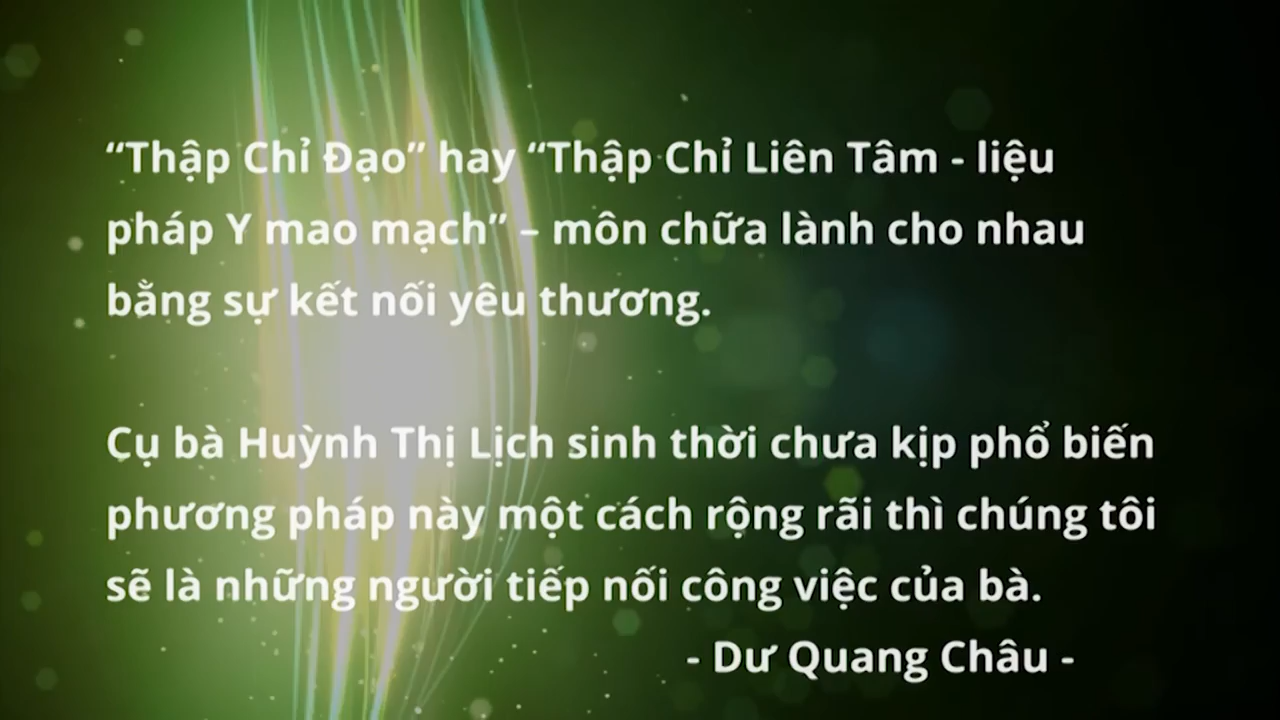 “Thập Chỉ Đạo” hay “Thập Chỉ Liên Tâm - liệu
pháp Y mao mạch” – môn chữa lành cho nhau
bằng sự kết nối yêu thương.
Cụ bà Huỳnh Thị Lịch sinh thời chưa kịp phổ biến
phương pháp này một cách rộng rãi thì chúng tôi
sẽ là những người tiếp nối công việc của bà.
- Dư Quang Châu -